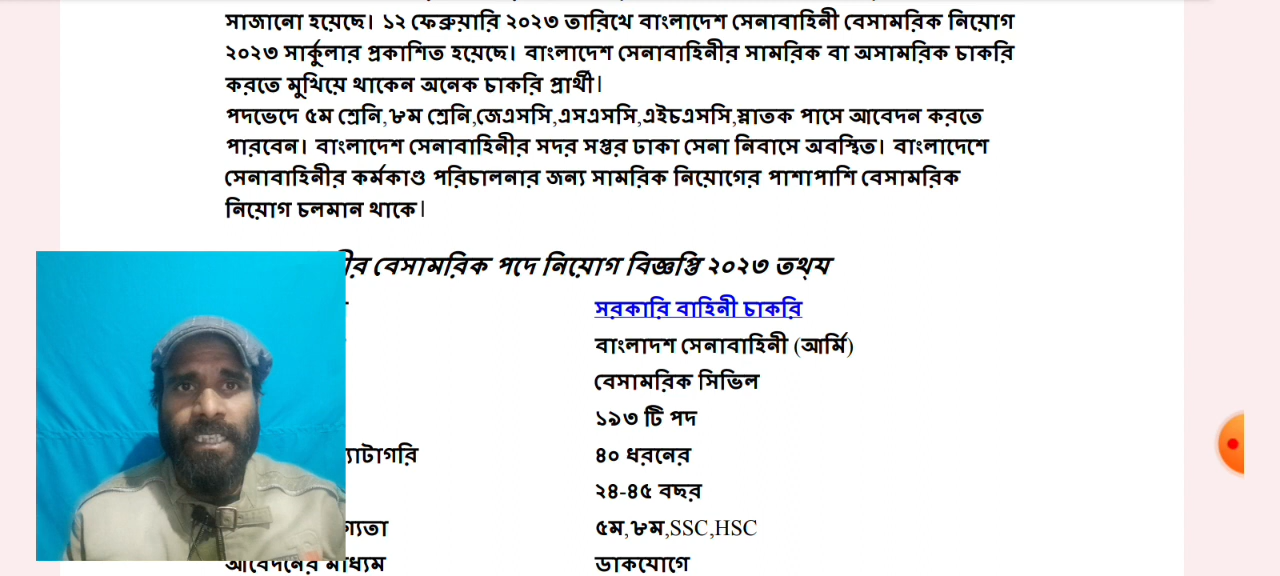 সাজানো হয়েছে। ১২ ফেব্রুয়ারি ২০২৩ তারিখে বাংলাদেশ সেনাবাহিনী বেসামরিক নিয়োগ
২০২৩ সার্কুলার প্রকাশিত হয়েছে। বাংলাদেশ সেনাবাহিনীর সামরিক বা অসামরিক চাকরি
করতে মুখিয়ে থাকেন অনেক চাকরি প্রার্থী।
পদভেদে ৫ম শ্রেনি,৮ম শ্রেনি,জেএসসি,এসএসসি,এইচএসসি,স্নাতক পাসে আবেদন করতে
পারবেন। বাংলাদেশ সেনাবাহিনীর সদর সপ্তর ঢাকা সেনা নিবাসে অবস্থিত। বাংলাদেশে
সেনাবাহিনীর কর্মকাণ্ড পরিচালনার জন্য সামরিক নিয়োগের পাশাপাশি বেসামরিক
নিয়োগ চলমান থাকে।
বেসামরিক পদে নিয়োগ বিজ্ঞপ্তি ২০২৩ তথ্য
সরকারি বাহিনী চাকরি
বাংলাদশ সেনাবাহিনী (আর্মি)
বেসামরিক সিভিল
১৯৩ টি পদ
৪০ ধরনের
২৪-৪৫ বছর
৫ম,৮ম,SSC,HSC
আবেদনের মাধ্যম ডাকযোগে